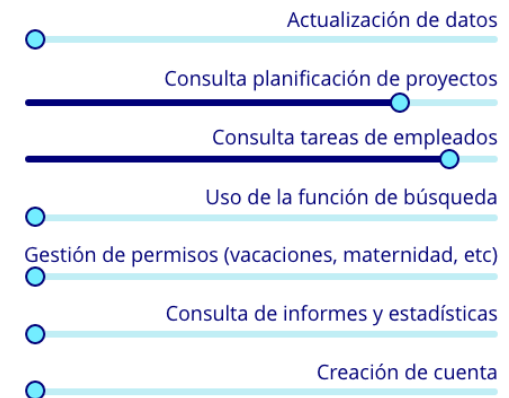 Actualización de datos
Consulta planificación de proyectos
Consulta tareas de empleados
Uso de la función de búsqueda
Gestión de permisos (vacaciones, maternidad, etc)
Consulta de informes y estadísticas
Creación de cuenta